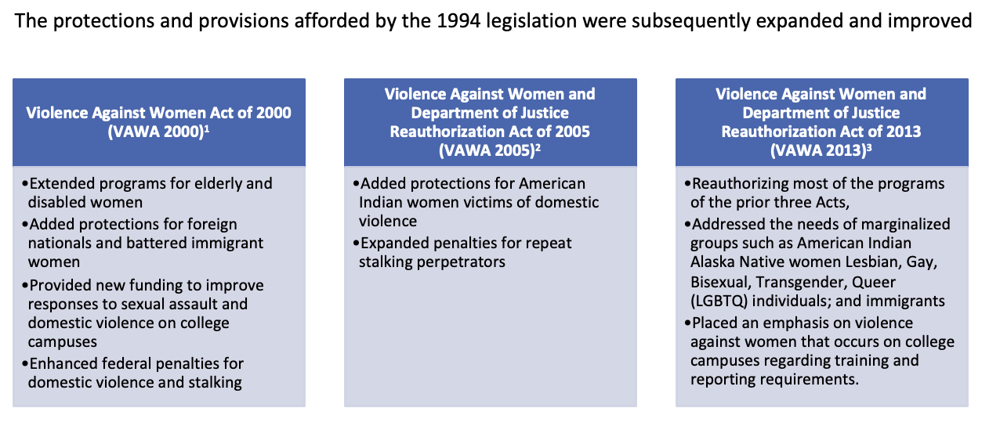 The protections and provisions afforded by the 1994 legislation were subsequently expanded and improved
Violence Against Women Act of 2000
(VAWA 2000)¹
•Extended programs for elderly and
disabled women
•Added protections for foreign
nationals and battered immigrant
women
•Provided new funding to improve
responses to sexual assault and
domestic violence on college
campuses
•Enhanced federal penalties for
domestic violence and stalking
Violence Against Women and
Department of Justice
Reauthorization Act of 2005
(VAWA 2005)²
•Added protections for American
Indian women victims of domestic
violence
•Expanded penalties for repeat
stalking perpetrators
Violence Against Women and
Department of Justice
Reauthorization Act of 2013
(VAWA 2013)³
•Reauthorizing most of the programs
of the prior three Acts,
•Addressed the needs of marginalized
groups such as American Indian
Alaska Native women Lesbian, Gay,
Bisexual, Transgender, Queer
(LGBTQ) individuals; and immigrants
•Placed an emphasis on violence
against women that occurs on college
campuses regarding training and
reporting requirements.